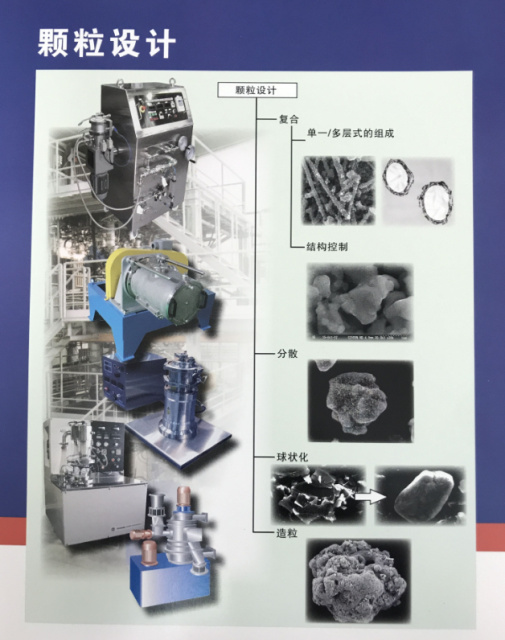 颗粒设计
颗粒设计
复合
单一/多层式的组成
结构控制
分散
球状化
造粒